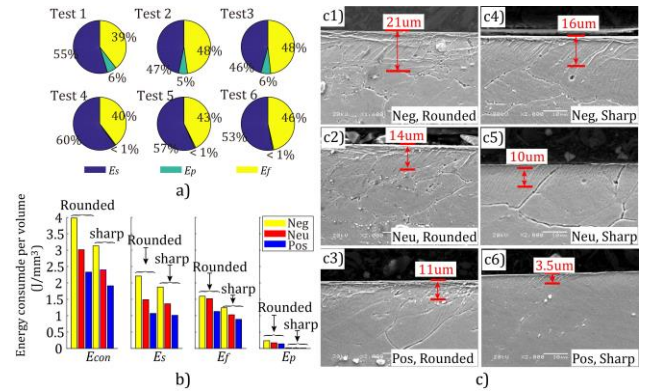 a)
Test 1
Test 2
Test3
39%
55%
6%
48%
47%
5%
48%
46%
6%
Test 4
Test 5
Test 6
40%
60%
< 1%
43%
57%
<1%
46%
53%
<1%
Es
Ep
Ef
a)
Energy consumde per volume
(J/mm³)
4
3.5
3
2.5
2
1.5
1
0.5
0
Rounded
sharp
Rounded
sharp
Rounded
sharp
Rounded
sharp
Neg
Neu
Pos
Econ
Es
Ef
Ep
b)
c1)
21um
Neg, Rounded
c2)
14um
Neu, Rounded
c3)
11um
Pos, Rounded
c4)
16um
Neg, Sharp
c5)
10um
Neu, Sharp
c6)
3.5um
Pos, Sharp
c)